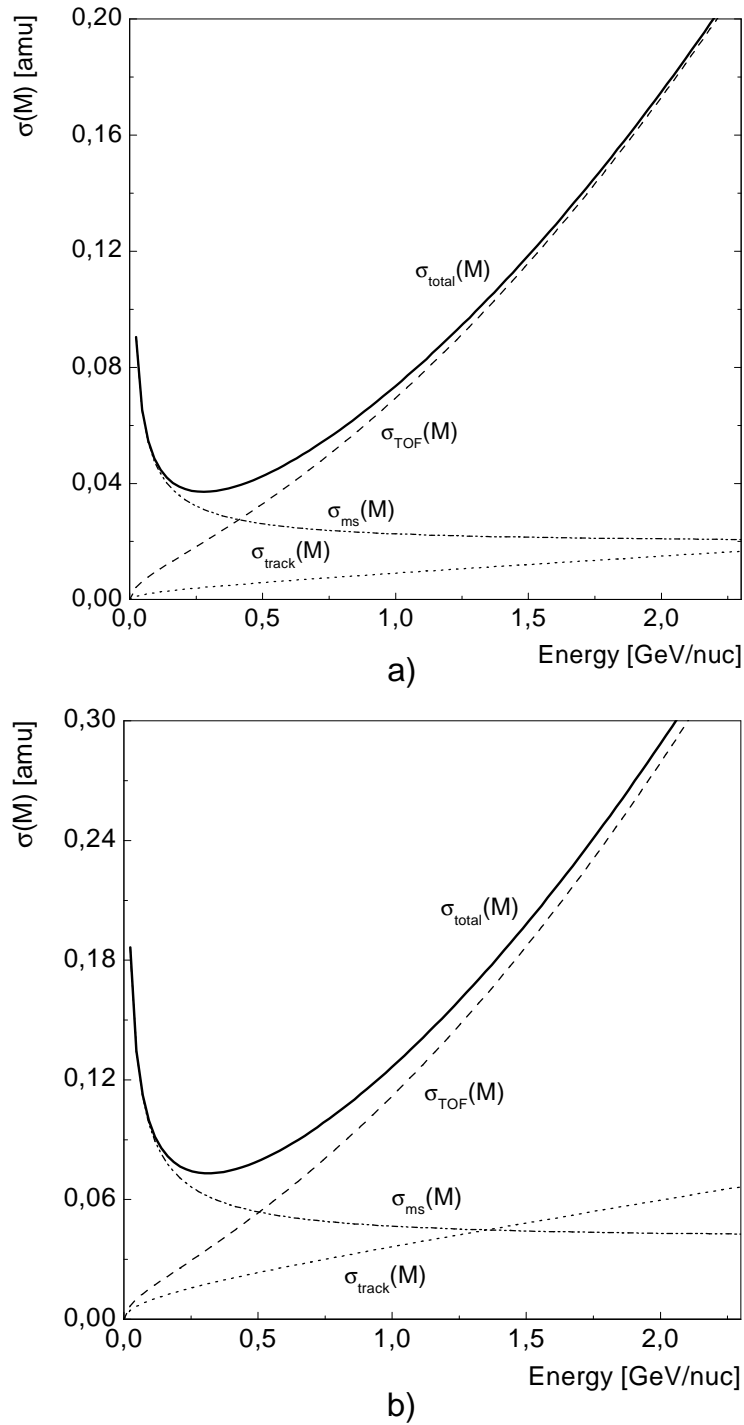 σ(M) [amu]
0,20
0,16
0,12
0,08
0,04
0,00
σtotal(M)
σTOF(M)
σms(M)
σtrack(M)
0,0 0,5 1,0 1,5 2,0
Energy [GeV/nuc]
a)
σ(M) [amu]
0,30
0,24
0,18
0,12
0,06
0,00
σtotal(M)
σTOF(M)
σms(M)
σtrack(M)
0,0 0,5 1,0 1,5 2,0
Energy [GeV/nuc]
b)